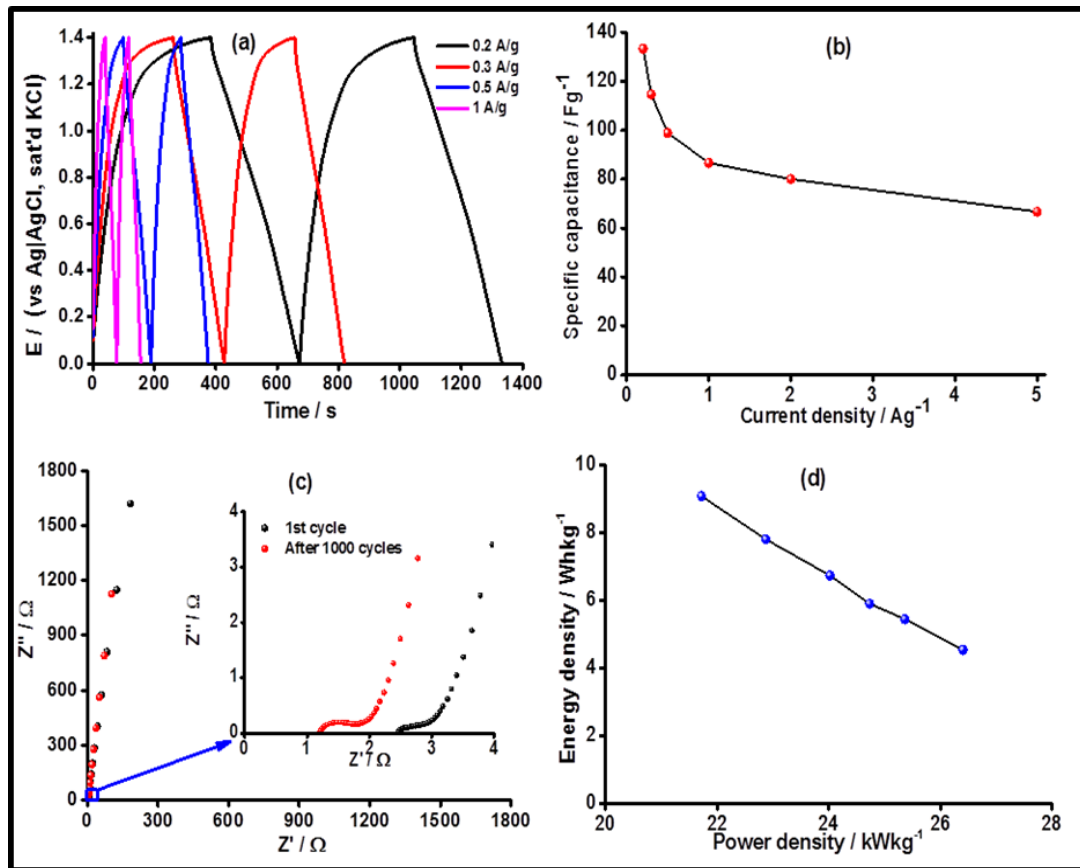 (a)
1.4
1.2
1.0
0.8
0.6
0.4
0.2
0.0
E / (vs Ag|AgCl, sat'd KCl)
0.2 A/g
0.3 A/g
0.5 A/g
1 A/g
0 200 400 600 800 1000 1200 1400
Time / s
(b)
140
120
100
80
60
40
20
0
Specific capacitance / Fg⁻¹
0 1 2 3 4 5
Current density / Ag⁻¹
(c)
1800
1500
1200
900
600
300
0
Z'' / Ω
4
3
2
1
0
Z'' / Ω
1st cycle
After 1000 cycles
0 1 2 3 4
Z' / Ω
0 300 600 900 1200 1500 1800
Z' / Ω
(d)
10
8
6
4
2
0
Energy density / Whkg⁻¹
20 22 24 26 28
Power density / kWkg⁻¹